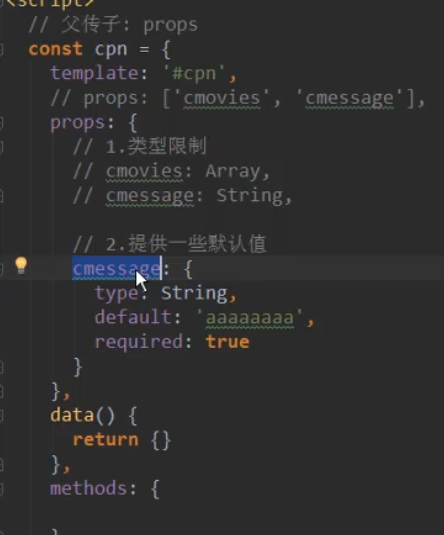 <script>
// 父传子: props
const cpn = {
template: '#cpn',
// props: ['cmovies', 'cmessage'],
props: {
// 1.类型限制
// cmovies: Array,
// cmessage: String,
// 2.提供一些默认值
cmessage: {
type: String,
default: 'aaaaaaaa',
required: true
}
},
data() {
return {}
},
methods: {
}